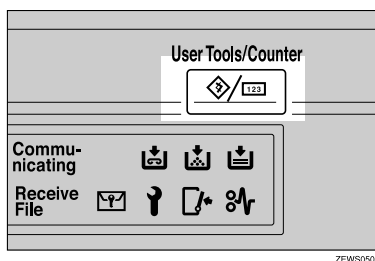 User Tools/Counter
123
Commu-
nicating
Receive
File
ZEWS050